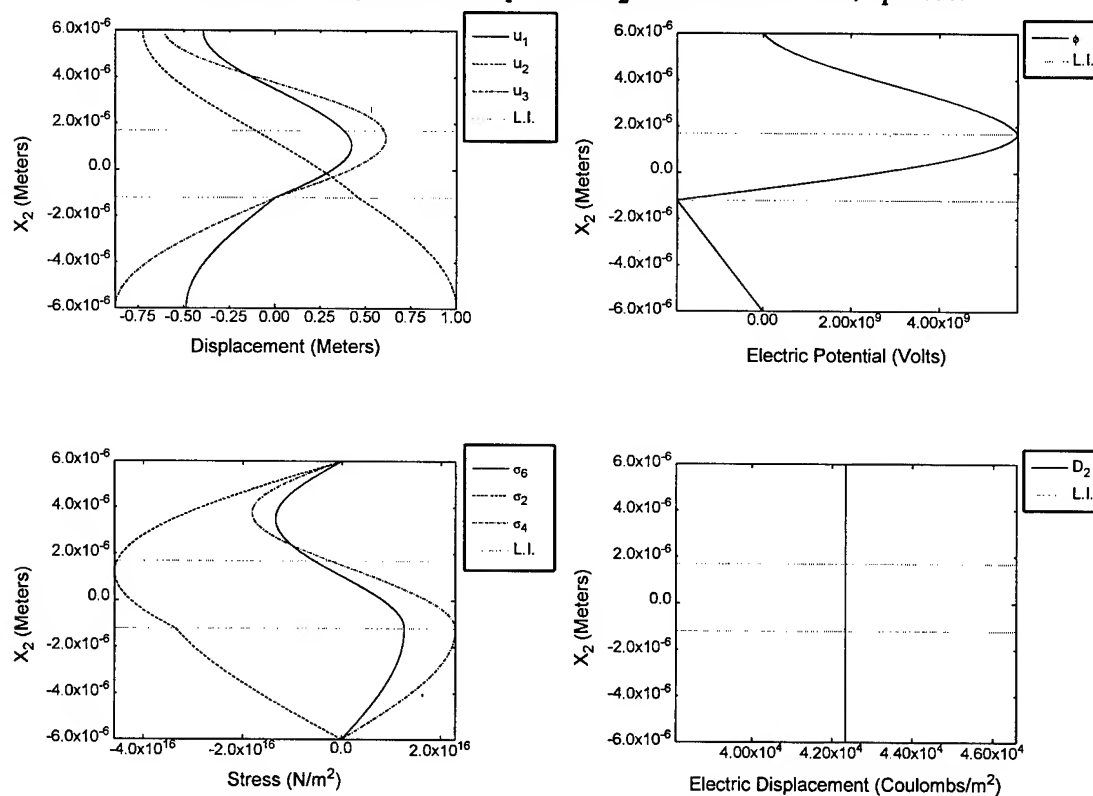 6.0x10⁻⁶
4.0x10⁻⁶
2.0x10⁻⁶
0.0
-2.0x10⁻⁶
-4.0x10⁻⁶
-6.0x10⁻⁶
X₂ (Meters)
-0.75 -0.50 -0.25 0.00 0.25 0.50 0.75 1.00
Displacement (Meters)
u₁
u₂
u₃
L.I.
6.0x10⁻⁶
4.0x10⁻⁶
2.0x10⁻⁶
0.0
-2.0x10⁻⁶
-4.0x10⁻⁶
-6.0x10⁻⁶
X₂ (Meters)
0.00 2.00x10⁹ 4.00x10⁹
Electric Potential (Volts)
ϕ
L.I.
6.0x10⁻⁶
4.0x10⁻⁶
2.0x10⁻⁶
0.0
-2.0x10⁻⁶
-4.0x10⁻⁶
-6.0x10⁻⁶
X₂ (Meters)
-4.0x10¹⁶ -2.0x10¹⁶ 0.0 2.0x10¹⁶
Stress (N/m²)
σ₆
σ₂
σ₄
L.I.
6.0x10⁻⁶
4.0x10⁻⁶
2.0x10⁻⁶
0.0
-2.0x10⁻⁶
-4.0x10⁻⁶
-6.0x10⁻⁶
X₂ (Meters)
4.00x10⁴ 4.20x10⁴ 4.40x10⁴ 4.60x10⁴
Electric Displacement (Coulombs/m²)
D₂
L.I.